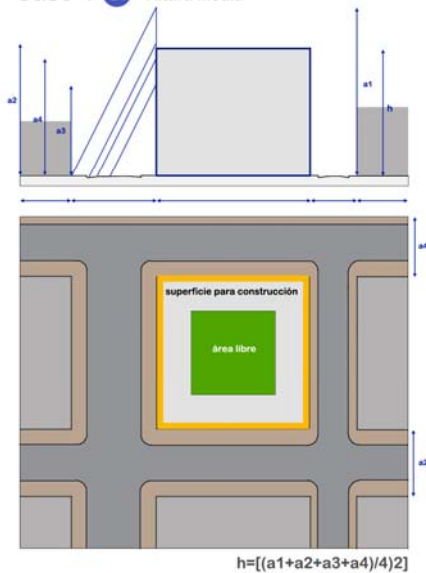 a1
a2
h
a4
a3
a4
superficie para construcción
área libre
a2
h=[(a1+a2+a3+a4)/4)2]